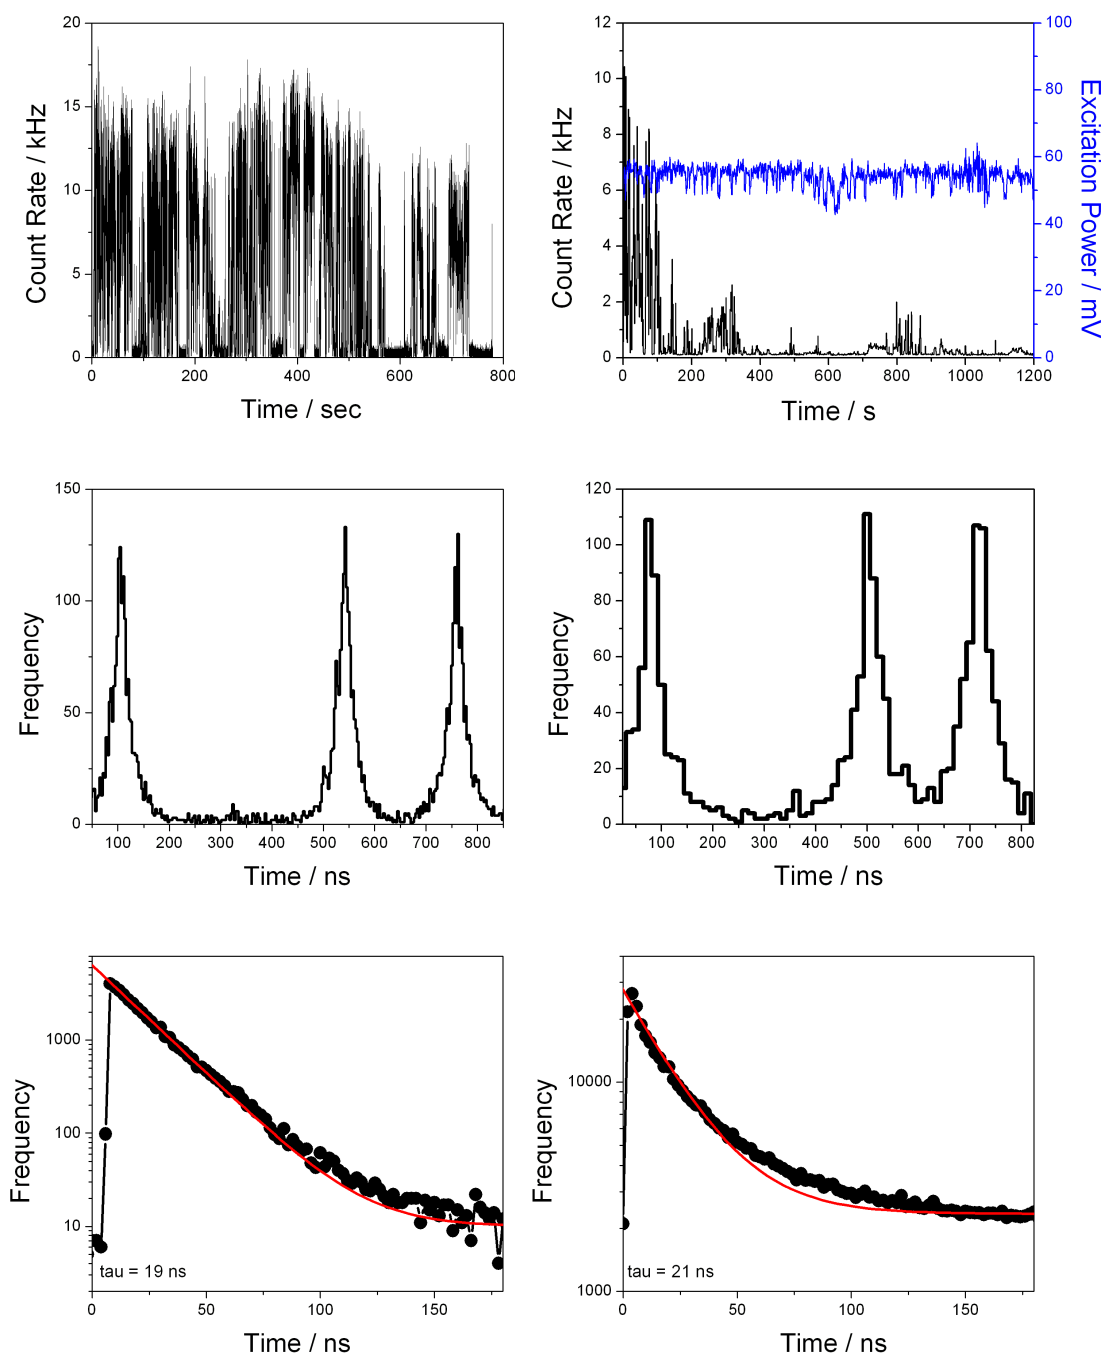 20
15
10
5
0
Count Rate / kHz
0 200 400 600 800
Time / sec
12
10
8
6
4
2
0
Count Rate / kHz
100
80
60
40
20
0
Excitation Power / mV
0 200 400 600 800 1000 1200
Time / s
150
100
50
0
Frequency
100 200 300 400 500 600 700 800
Time / ns
120
100
80
60
40
20
0
Frequency
100 200 300 400 500 600 700 800
Time / ns
1000
100
10
Frequency
tau = 19 ns
0 50 100 150
Time / ns
10000
1000
Frequency
tau = 21 ns
0 50 100 150
Time / ns